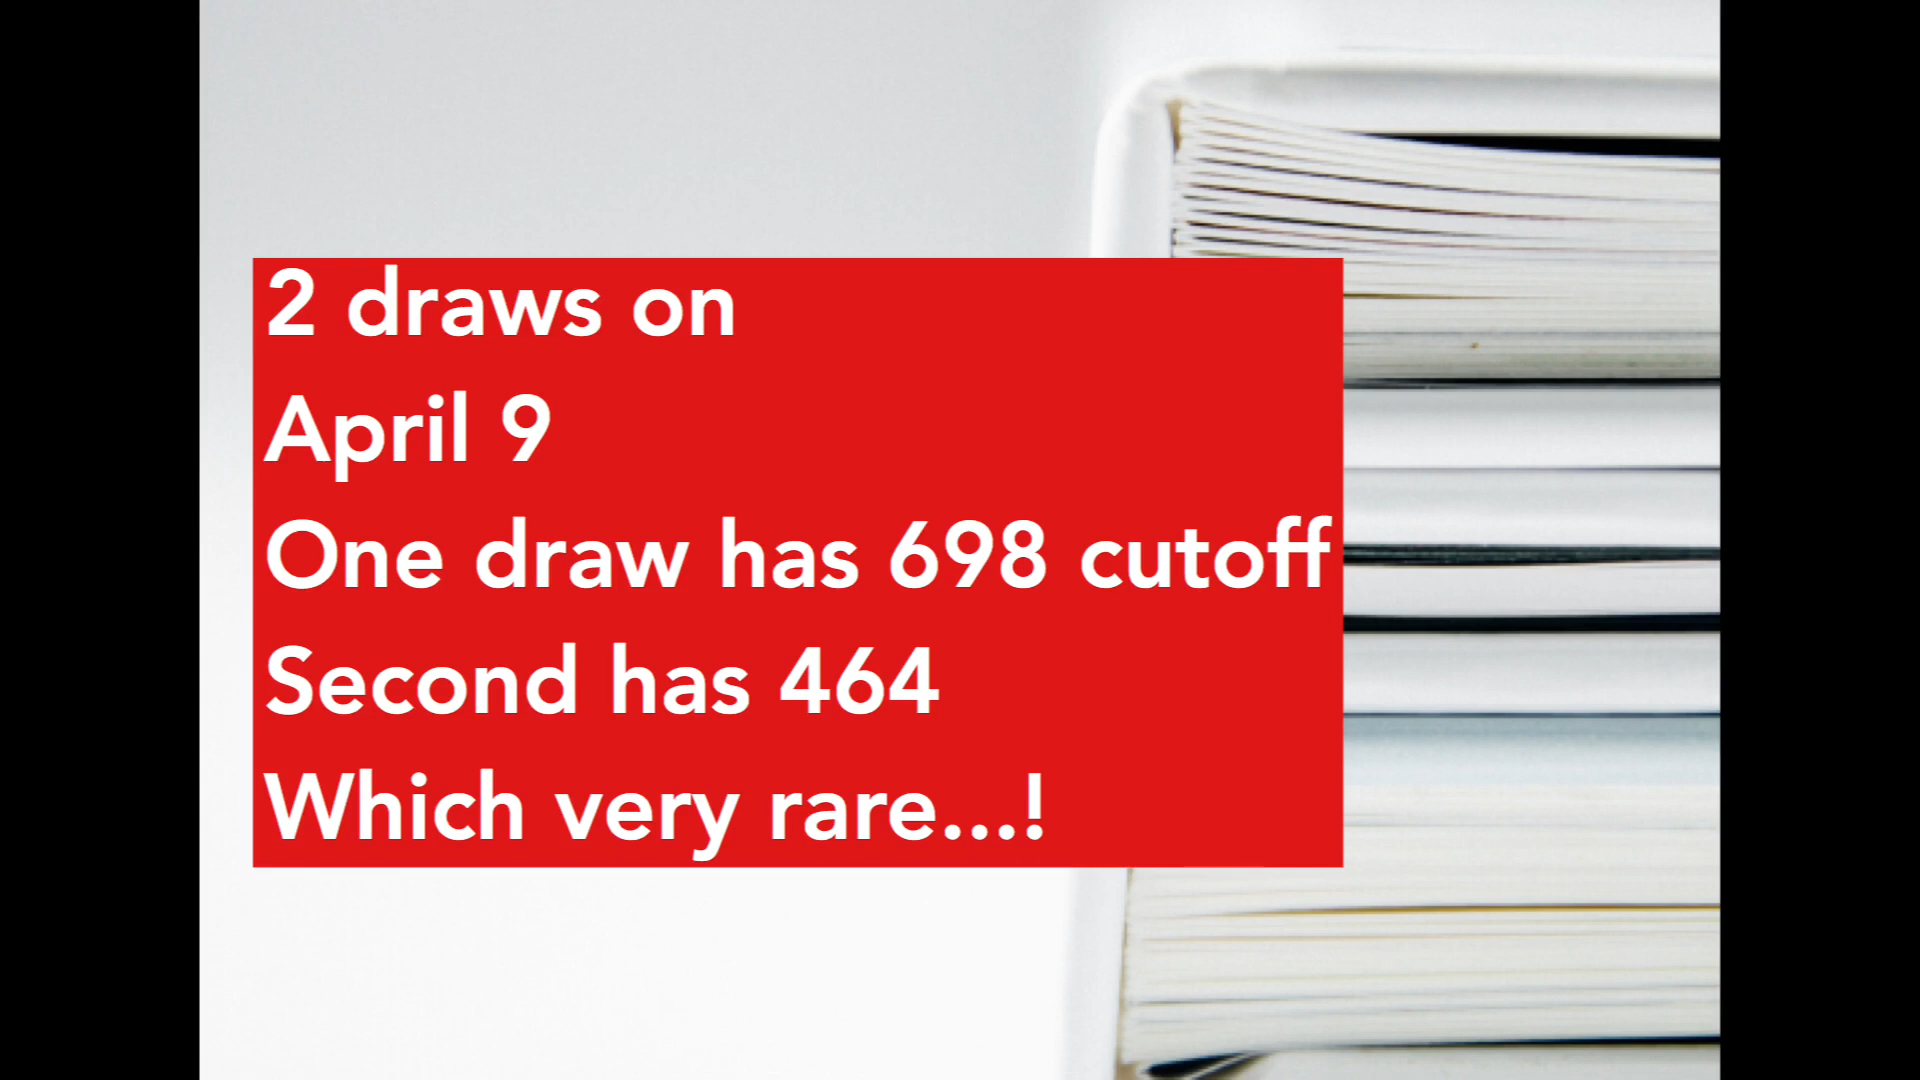 2 draws on
April 9
One draw has 698 cutoff
Second has 464
Which very rare...!